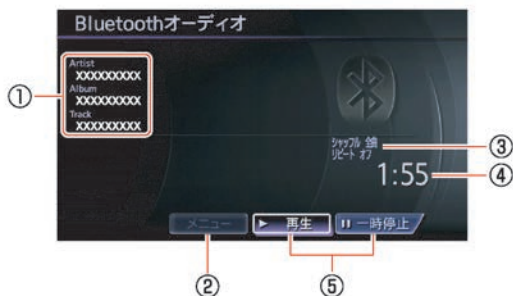 Bluetoothオーディオ
Artist
XXXXXXXXX
Album
XXXXXXXXX
Track
XXXXXXXXX
シャッフル 全曲
リピート オフ
1:55
メニュー
▶ 再生
II 一時停止
①
②
③
④
⑤